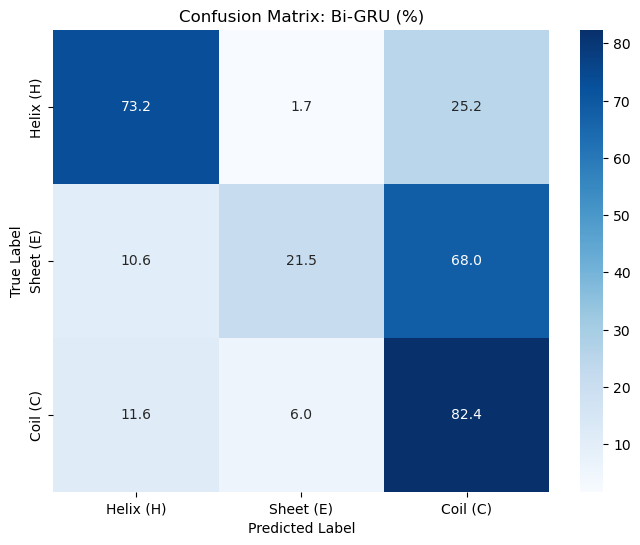 Confusion Matrix: Bi-GRU (%)
True Label
Helix (H)
73.2 1.7 25.2
Sheet (E)
10.6 21.5 68.0
Coil (C)
11.6 6.0 82.4
Helix (H) Sheet (E) Coil (C)
Predicted Label
80
70
60
50
40
30
20
10